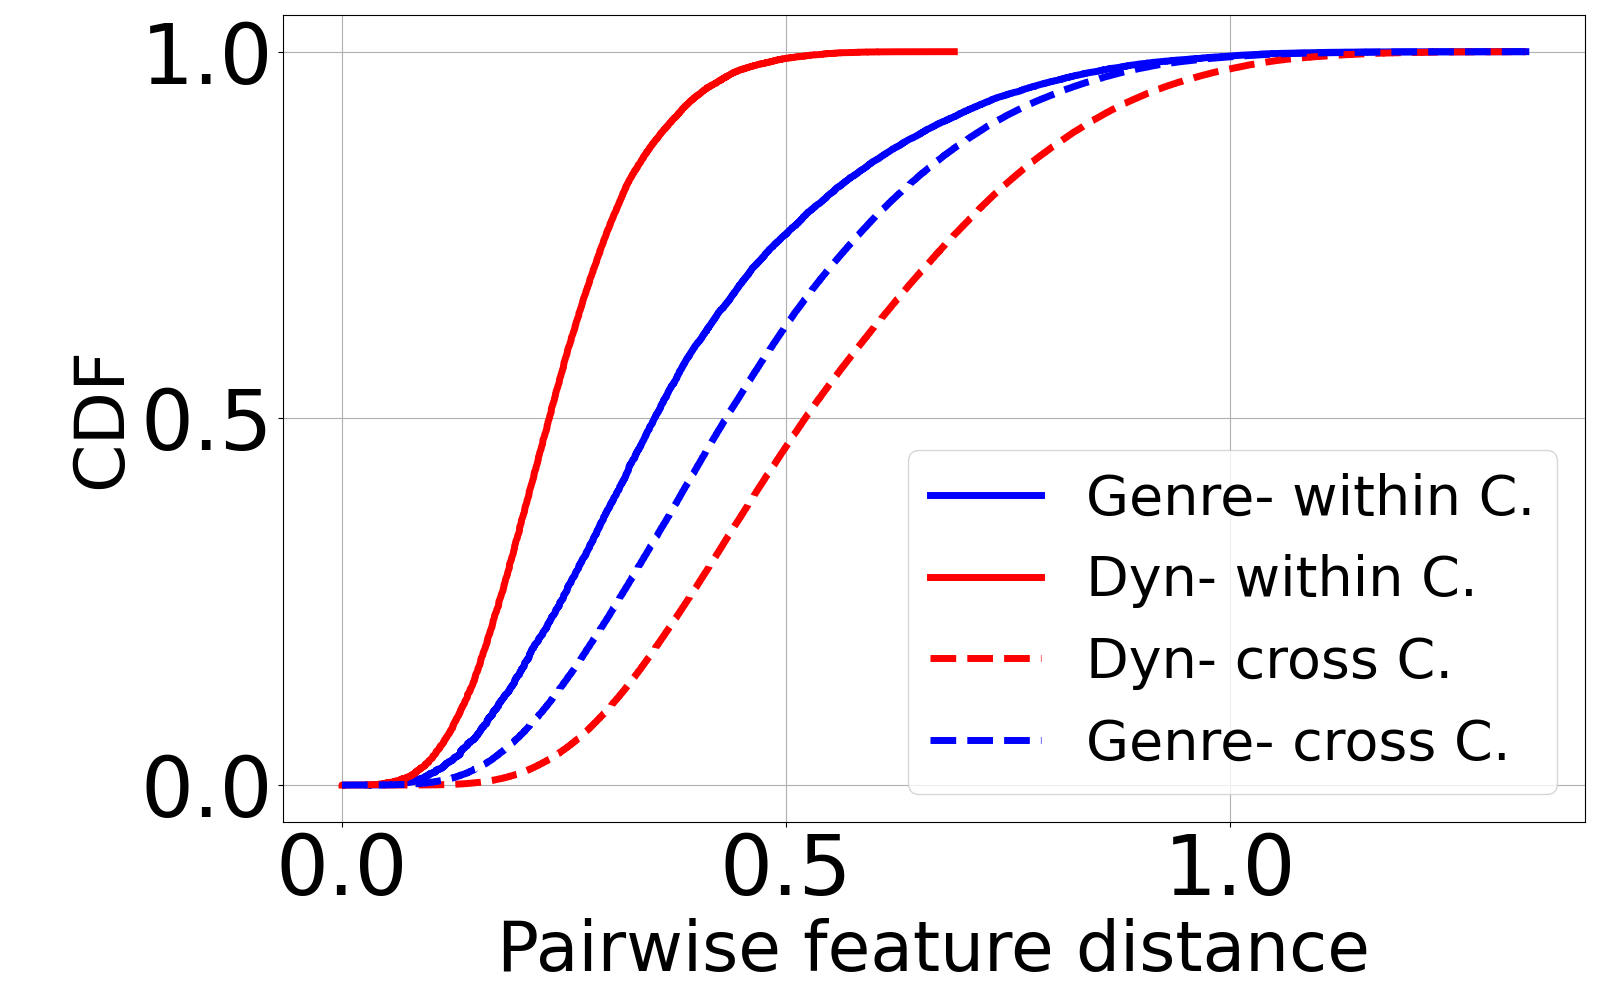 1.0
0.5
0.0
CDF
0.0 0.5 1.0
Pairwise feature distance
Genre- within C.
Dyn- within C.
Dyn- cross C.
Genre- cross C.